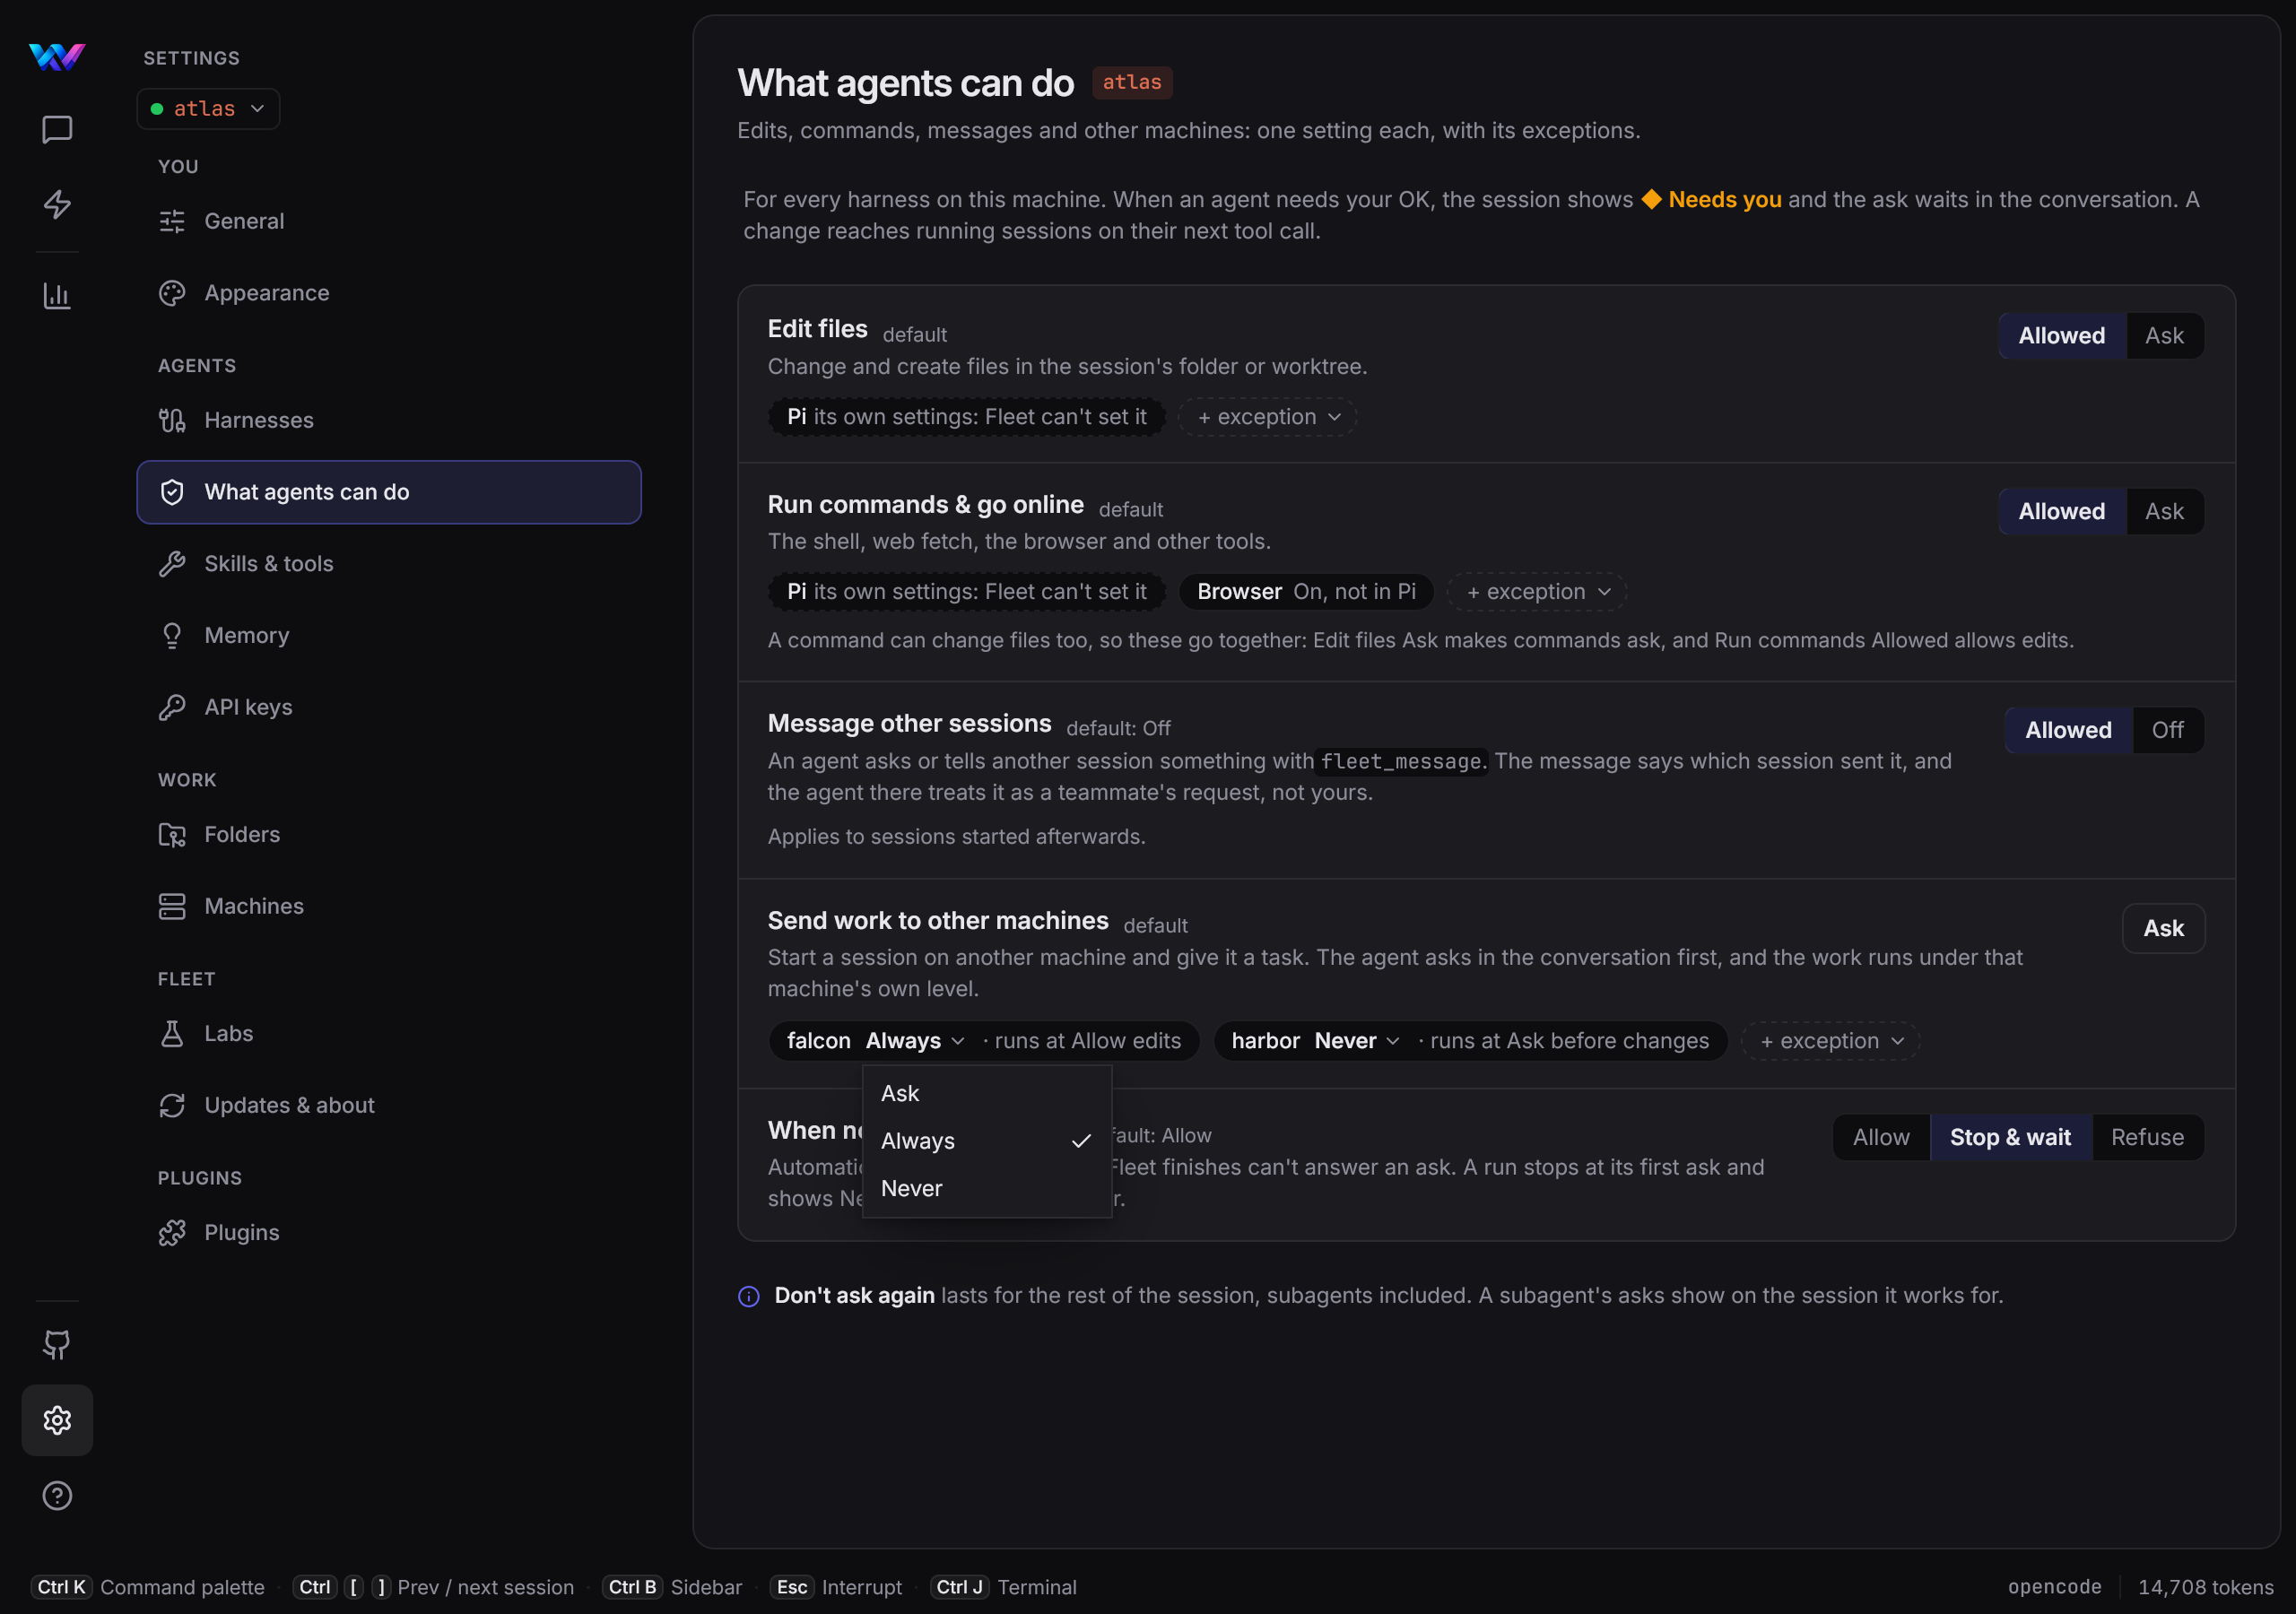 SETTINGS
atlas
YOU
General
Appearance
AGENTS
Harnesses
What agents can do
Skills & tools
Memory
API keys
WORK
Folders
Machines
FLEET
Labs
Updates & about
PLUGINS
Plugins
What agents can do atlas
Edits, commands, messages and other machines: one setting each, with its exceptions.
For every harness on this machine. When an agent needs your OK, the session shows ◆ Needs you and the ask waits in the conversation. A
change reaches running sessions on their next tool call.
Edit files default
Allowed Ask
Change and create files in the session's folder or worktree.
Pi its own settings: Fleet can't set it + exception
Run commands & go online default
Allowed Ask
The shell, web fetch, the browser and other tools.
Pi its own settings: Fleet can't set it Browser On, not in Pi + exception
A command can change files too, so these go together: Edit files Ask makes commands ask, and Run commands Allowed allows edits.
Message other sessions default: Off
Allowed Off
An agent asks or tells another session something with fleet_message. The message says which session sent it, and
the agent there treats it as a teammate's request, not yours.
Applies to sessions started afterwards.
Send work to other machines default
Ask
Start a session on another machine and give it a task. The agent asks in the conversation first, and the work runs under that
machine's own level.
falcon Always · runs at Allow edits harbor Never · runs at Ask before changes + exception
Ask
Always
Never
When : Allow
Allow Stop & wait Refuse
Fleet finishes can't answer an ask. A run stops at its first ask and
shows
Don't ask again lasts for the rest of the session, subagents included. A subagent's asks show on the session it works for.
Ctrl K Command palette · Ctrl [ ] Prev / next session · Ctrl B Sidebar · Esc Interrupt · Ctrl J Terminal
opencode 14,708 tokens